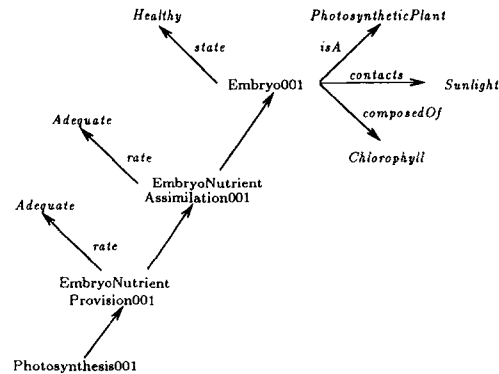 Healthy
PhotosyntheticPlant
state
isA
Embryo001
contacts
Sunlight
composedOf
Adequate
Chlorophyll
rate
EmbryoNutrient
Assimilation001
Adequate
rate
EmbryoNutrient
Provision001
Photosynthesis001